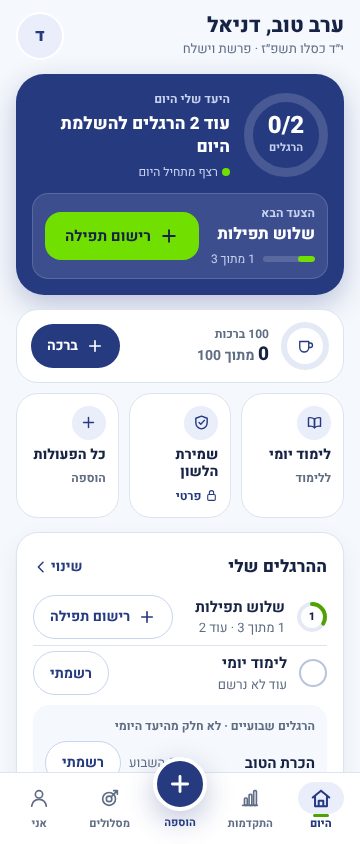 ערב טוב, דניאל
י״ד כסלו תשפ״ז · פרשת וישלח
ד
היעד שלי היום
עוד 2 הרגלים להשלמת
היום
רצף מתחיל היום
0/2
הרגלים
הצעד הבא
שלוש תפילות
1 מתוך 3
רישום תפילה
100 ברכות
0 מתוך 100
ברכה
לימוד יומי
ללימוד
שמירת
הלשון
פרטי
כל הפעולות
הוספה
ההרגלים שלי
שינוי
1
שלוש תפילות
1 מתוך 3 · עוד 2
רישום תפילה
לימוד יומי
עוד לא נרשם
רשמתי
הרגלים שבועיים · לא חלק מהיעד היומי
הכרת הטוב
השבוע
רשמתי
היום
התקדמות
הוספה
מסלולים
אני